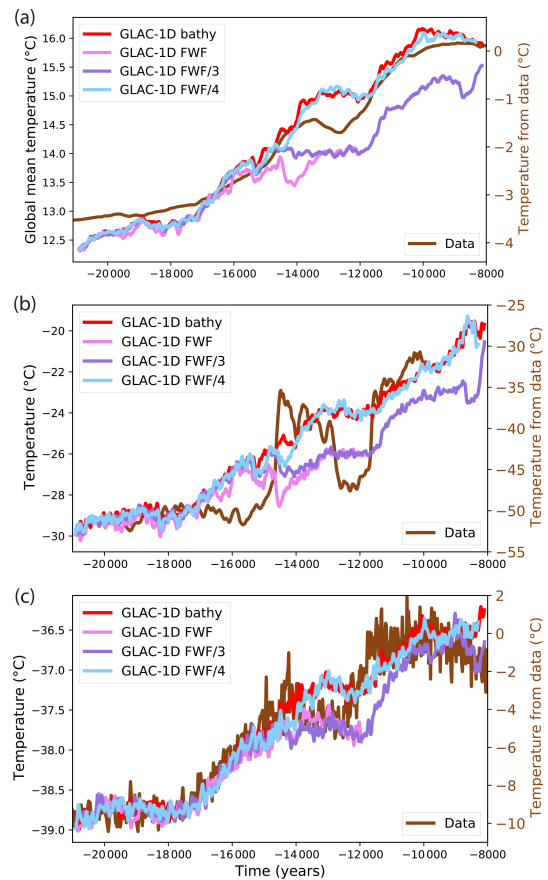 (a)
GLAC-1D bathy
GLAC-1D FWF
GLAC-1D FWF/3
GLAC-1D FWF/4
Data
Global mean temperature (°C)
16.0
15.5
15.0
14.5
14.0
13.5
13.0
12.5
0
−1
−2
−3
−4
Temperature from data (°C)
−20000 −18000 −16000 −14000 −12000 −10000 −8000
(b)
GLAC-1D bathy
GLAC-1D FWF
GLAC-1D FWF/3
GLAC-1D FWF/4
Data
Temperature (°C)
−20
−22
−24
−26
−28
−30
−25
−30
−35
−40
−45
−50
−55
Temperature from data (°C)
−20000 −18000 −16000 −14000 −12000 −10000 −8000
(c)
GLAC-1D bathy
GLAC-1D FWF
GLAC-1D FWF/3
GLAC-1D FWF/4
Data
Temperature (°C)
−36.5
−37.0
−37.5
−38.0
−38.5
−39.0
2
0
−2
−4
−6
−8
−10
Temperature from data (°C)
−20000 −18000 −16000 −14000 −12000 −10000 −8000
Time (years)